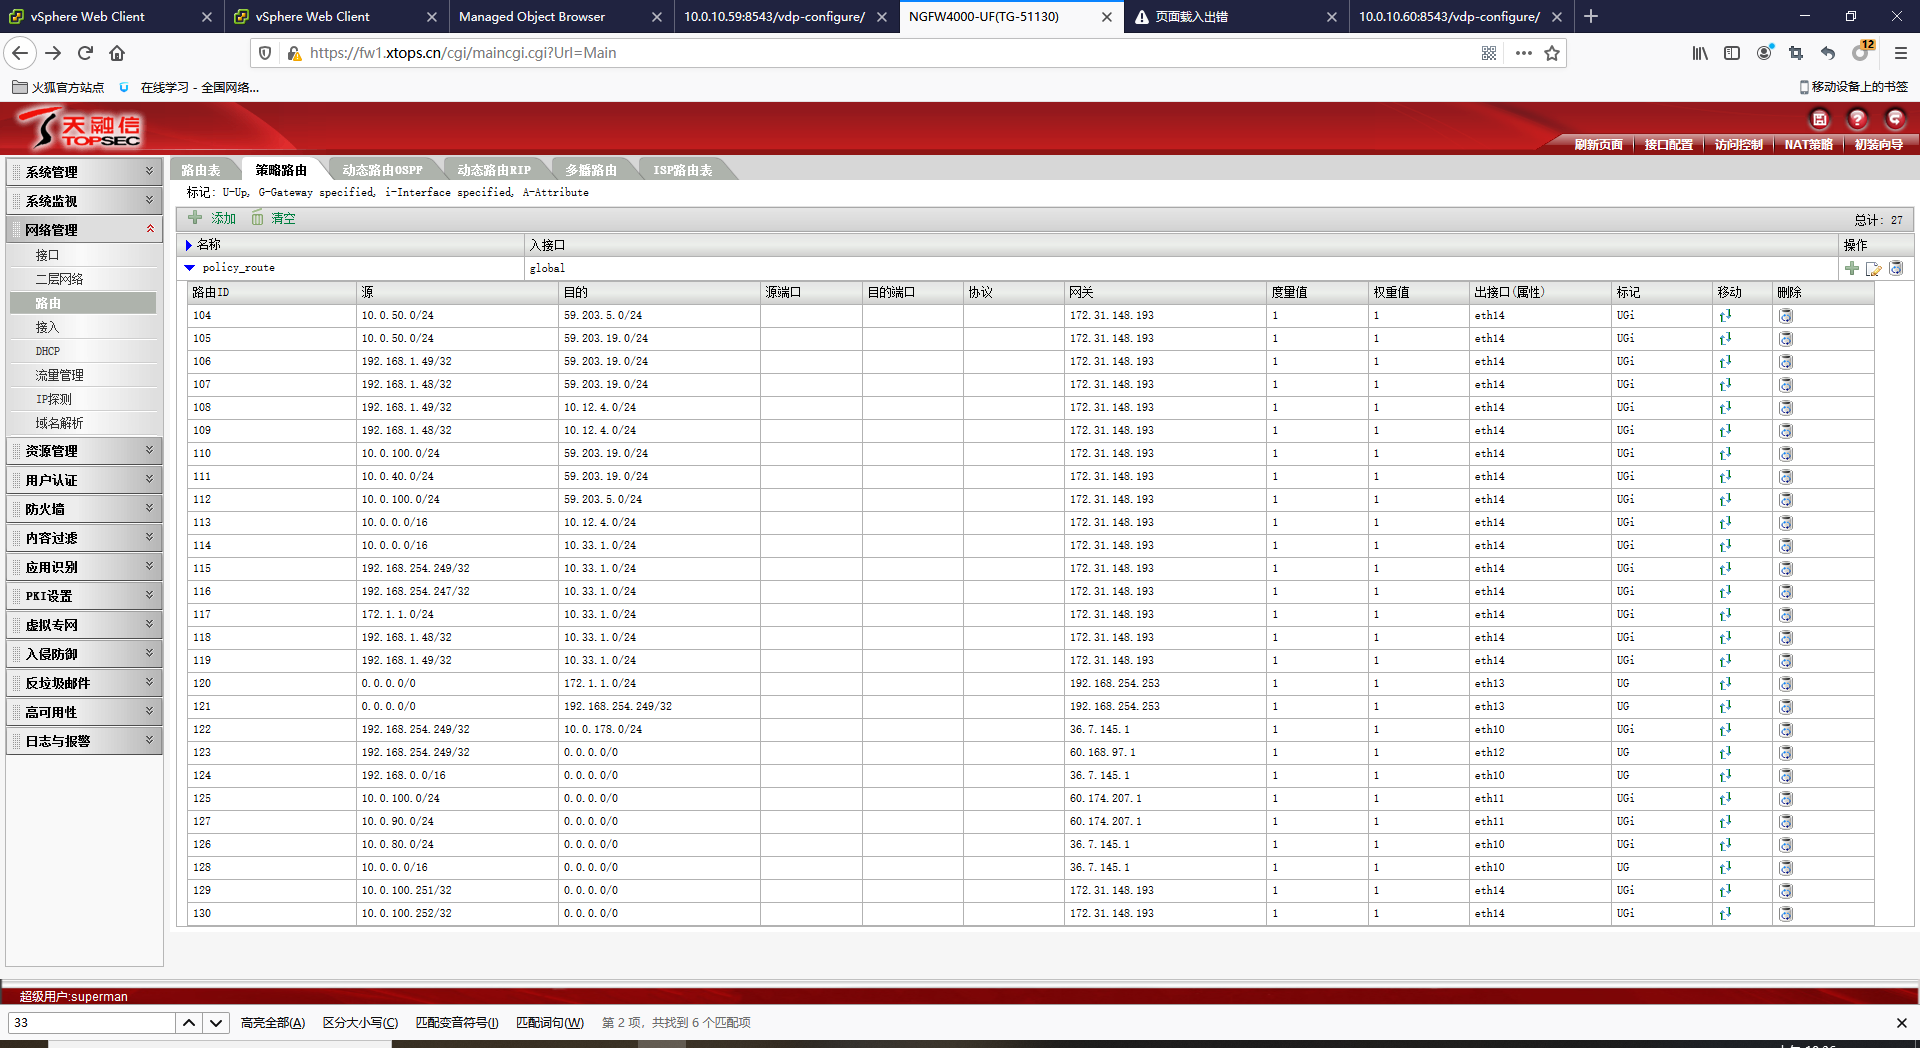 vSphere Web Client
vSphere Web Client
Managed Object Browser
10.0.10.59:8543/vdp-configure/
NGFW4000-UF(TG-51130)
页面载入出错
10.0.10.60:8543/vdp-configure/
https://fw1.xtops.cn/cgi/maincgi.cgi?Url=Main
12
火狐官方站点
在线学习 - 全国网络...
移动设备上的书签
天融信
TOPSEC
刷新页面 接口配置 访问控制 NAT策略 初装向导
系统管理
系统监视
网络管理
接口
二层网络
路由
接入
DHCP
流量管理
IP探测
域名解析
资源管理
用户认证
防火墙
内容过滤
应用识别
PKI设置
虚拟专网
入侵防御
反垃圾邮件
高可用性
日志与报警
路由表 策略路由 动态路由OSPF 动态路由RIP 多播路由 ISP路由表
标记: U-Up, G-Gateway specified, i-Interface specified, A-Attribute
添加 清空 总计: 27
名称 入接口 操作
policy_route global
路由ID 源 目的 源端口 目的端口 协议 网关 度量值 权重值 出接口(属性) 标记 移动 删除
104 10.0.50.0/24 59.203.5.0/24 172.31.148.193 1 1 eth14 UGi
105 10.0.50.0/24 59.203.19.0/24 172.31.148.193 1 1 eth14 UGi
106 192.168.1.49/32 59.203.19.0/24 172.31.148.193 1 1 eth14 UGi
107 192.168.1.48/32 59.203.19.0/24 172.31.148.193 1 1 eth14 UGi
108 192.168.1.49/32 10.12.4.0/24 172.31.148.193 1 1 eth14 UGi
109 192.168.1.48/32 10.12.4.0/24 172.31.148.193 1 1 eth14 UGi
110 10.0.100.0/24 59.203.19.0/24 172.31.148.193 1 1 eth14 UGi
111 10.0.40.0/24 59.203.19.0/24 172.31.148.193 1 1 eth14 UGi
112 10.0.100.0/24 59.203.5.0/24 172.31.148.193 1 1 eth14 UGi
113 10.0.0.0/16 10.12.4.0/24 172.31.148.193 1 1 eth14 UGi
114 10.0.0.0/16 10.33.1.0/24 172.31.148.193 1 1 eth14 UGi
115 192.168.254.249/32 10.33.1.0/24 172.31.148.193 1 1 eth14 UGi
116 192.168.254.247/32 10.33.1.0/24 172.31.148.193 1 1 eth14 UGi
117 172.1.1.0/24 10.33.1.0/24 172.31.148.193 1 1 eth14 UGi
118 192.168.1.48/32 10.33.1.0/24 172.31.148.193 1 1 eth14 UGi
119 192.168.1.49/32 10.33.1.0/24 172.31.148.193 1 1 eth14 UGi
120 0.0.0.0/0 172.1.1.0/24 192.168.254.253 1 1 eth13 UG
121 0.0.0.0/0 192.168.254.249/32 192.168.254.253 1 1 eth13 UG
122 192.168.254.249/32 10.0.178.0/24 36.7.145.1 1 1 eth10 UGi
123 192.168.254.249/32 0.0.0.0/0 60.168.97.1 1 1 eth12 UG
124 192.168.0.0/16 0.0.0.0/0 36.7.145.1 1 1 eth10 UG
125 10.0.100.0/24 0.0.0.0/0 60.174.207.1 1 1 eth11 UGi
127 10.0.90.0/24 0.0.0.0/0 60.174.207.1 1 1 eth11 UGi
126 10.0.80.0/24 0.0.0.0/0 36.7.145.1 1 1 eth10 UGi
128 10.0.0.0/16 0.0.0.0/0 36.7.145.1 1 1 eth10 UG
129 10.0.100.251/32 0.0.0.0/0 172.31.148.193 1 1 eth14 UGi
130 10.0.100.252/32 0.0.0.0/0 172.31.148.193 1 1 eth14 UGi
超级用户:superman
33 高亮全部(A) 区分大小写(C) 匹配变音符号(I) 匹配词句(W) 第 2 项，共找到 6 个匹配项